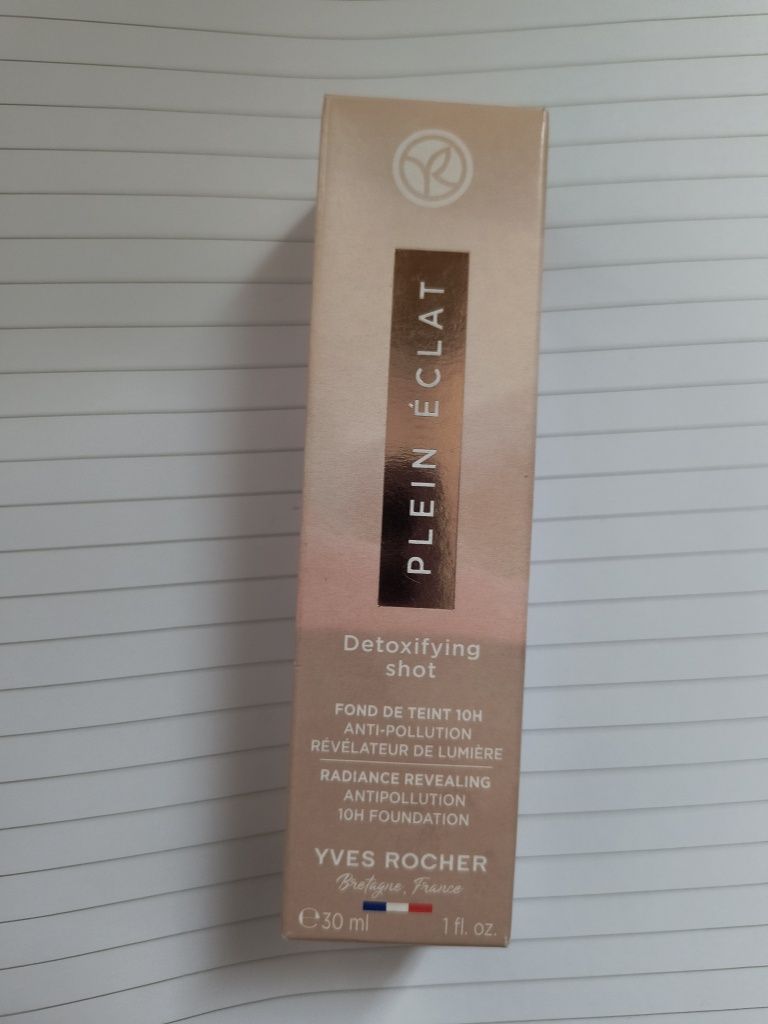 PLEIN ÉCLAT
Detoxifying
shot
FOND DE TEINT 10H
ANTI-POLLUTION
RÉVÉLATEUR DE LUMIÈRE
RADIANCE REVEALING
ANTIPOLLUTION
10H FOUNDATION
YVES ROCHER
Bretagne, France
℮30 ml 1 fl. oz.